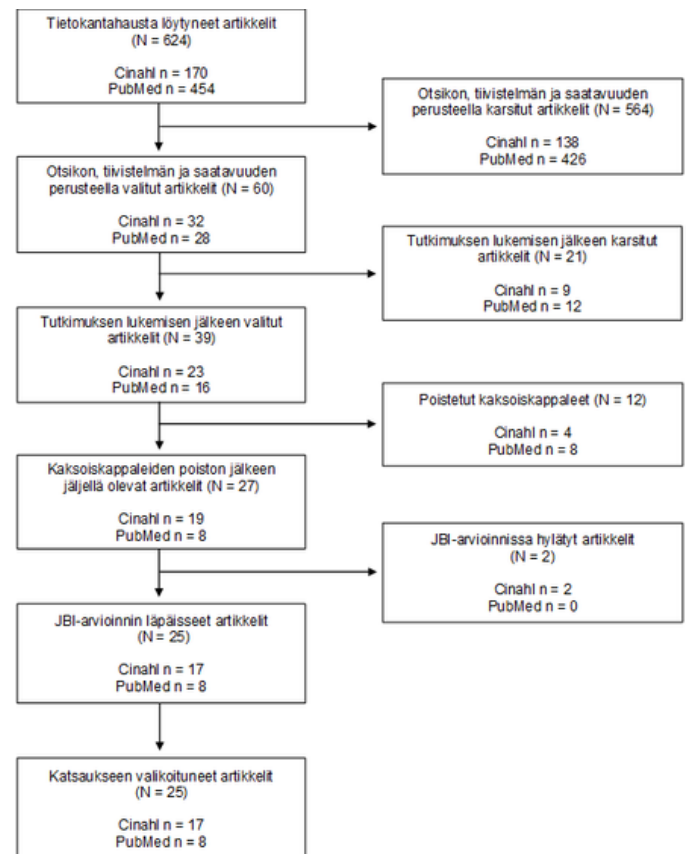 Tietokantahausta löytyneet artikkelit
(N = 624)
Cinahl n = 170
PubMed n = 454
Otsikon, tiivistelmän ja saatavuuden
perusteella karsitut artikkelit (N = 564)
Cinahl n = 138
PubMed n = 426
Otsikon, tiivistelmän ja saatavuuden
perusteella valitut artikkelit (N = 60)
Cinahl n = 32
PubMed n = 28
Tutkimuksen lukemisen jälkeen karsitut
artikkelit (N = 21)
Cinahl n = 9
PubMed n = 12
Tutkimuksen lukemisen jälkeen valitut
artikkelit (N = 39)
Cinahl n = 23
PubMed n = 16
Poistetut kaksoiskappaleet (N = 12)
Cinahl n = 4
PubMed n = 8
Kaksoiskappaleiden poiston jälkeen
jäljellä olevat artikkelit (N = 27)
Cinahl n = 19
PubMed n = 8
JBI-arvioinnissa hylätyt artikkelit
(N = 2)
Cinahl n = 2
PubMed n = 0
JBI-arvioinnin läpäisseet artikkelit
(N = 25)
Cinahl n = 17
PubMed n = 8
Katsaukseen valikoituneet artikkelit
(N = 25)
Cinahl n = 17
PubMed n = 8